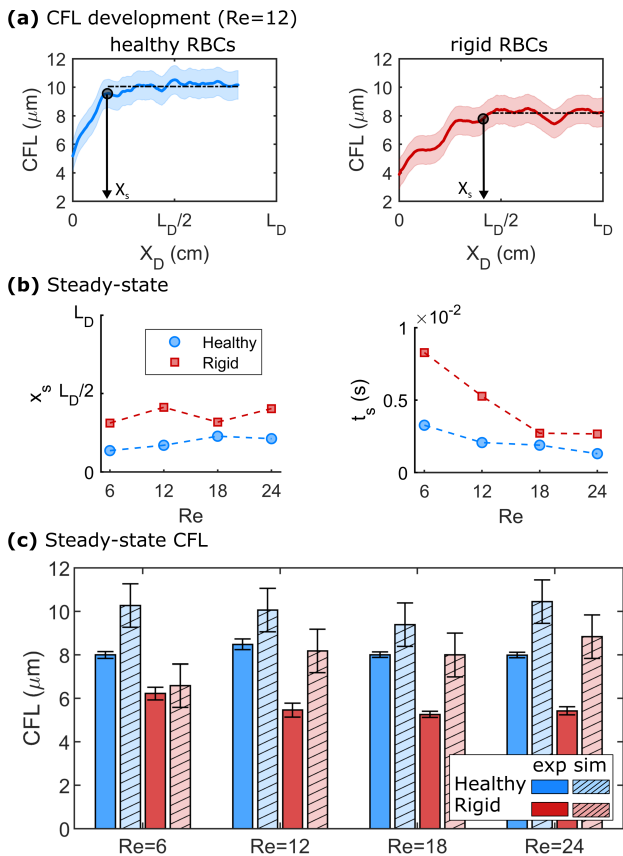 (a) CFL development (Re=12)
healthy RBCs
12
10
8
6
4
2
CFL (μm)
Xs
0
L_D/2
L_D
X_D (cm)
rigid RBCs
12
10
8
6
4
2
CFL (μm)
Xs
0
L_D/2
L_D
X_D (cm)
(b) Steady-state
L_D
L_D/2
0
x_s
Healthy
Rigid
6 12 18 24
Re
×10^-2
1
0.5
0
t_s (s)
6 12 18 24
Re
(c) Steady-state CFL
12
10
8
6
4
2
0
CFL (μm)
exp sim
Healthy
Rigid
Re=6 Re=12 Re=18 Re=24